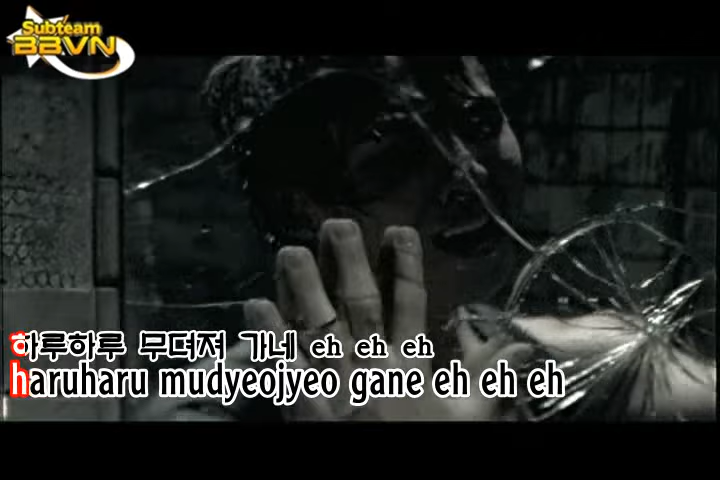 Subteam
BBVN
하루하루 무뎌져 가네 eh eh eh
haruharu mudyeojyeo gane eh eh eh